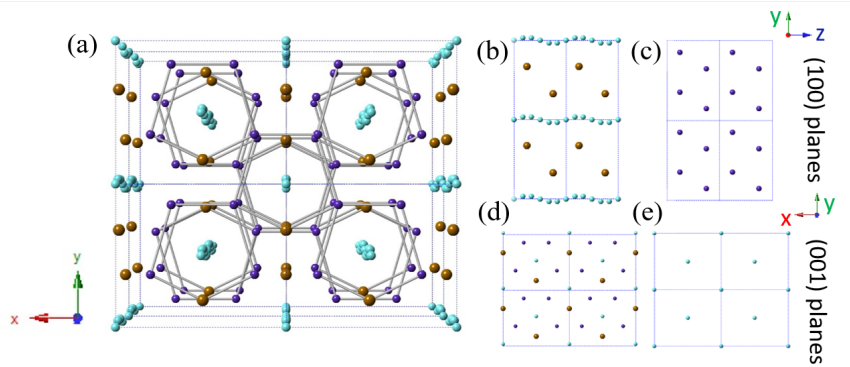 (a)
y
x
(b)
(c)
y
z
(100) planes
(d)
(e)
x
y
(001) planes